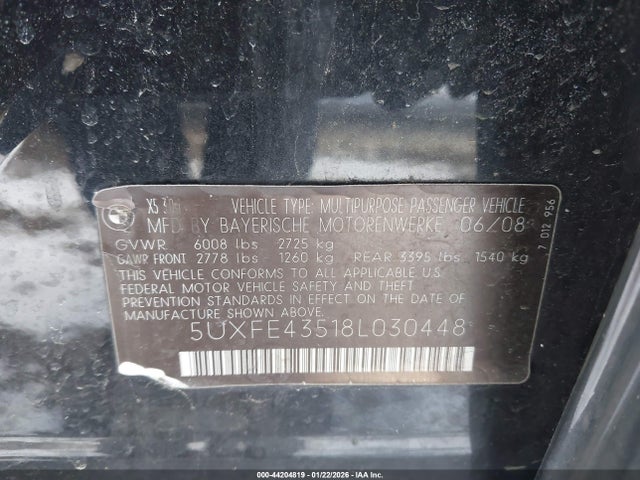 X5 30i VEHICLE TYPE: MULTIPURPOSE PASSENGER VEHICLE
MFD BY BAYERISCHE MOTORENWERKE 06/08
GVWR 6008 lbs 2725 kg
GAWR FRONT 2778 lbs 1260 kg REAR 3395 lbs 1540 kg
THIS VEHICLE CONFORMS TO ALL APPLICABLE U.S.
FEDERAL MOTOR VEHICLE SAFETY AND THEFT
PREVENTION STANDARDS IN EFFECT ON THE DATE OF
MANUFACTURE SHOWN ABOVE.
5UXFE43518L030448
7 012 956
000-44204819 | 01/22/2026 - IAA Inc.